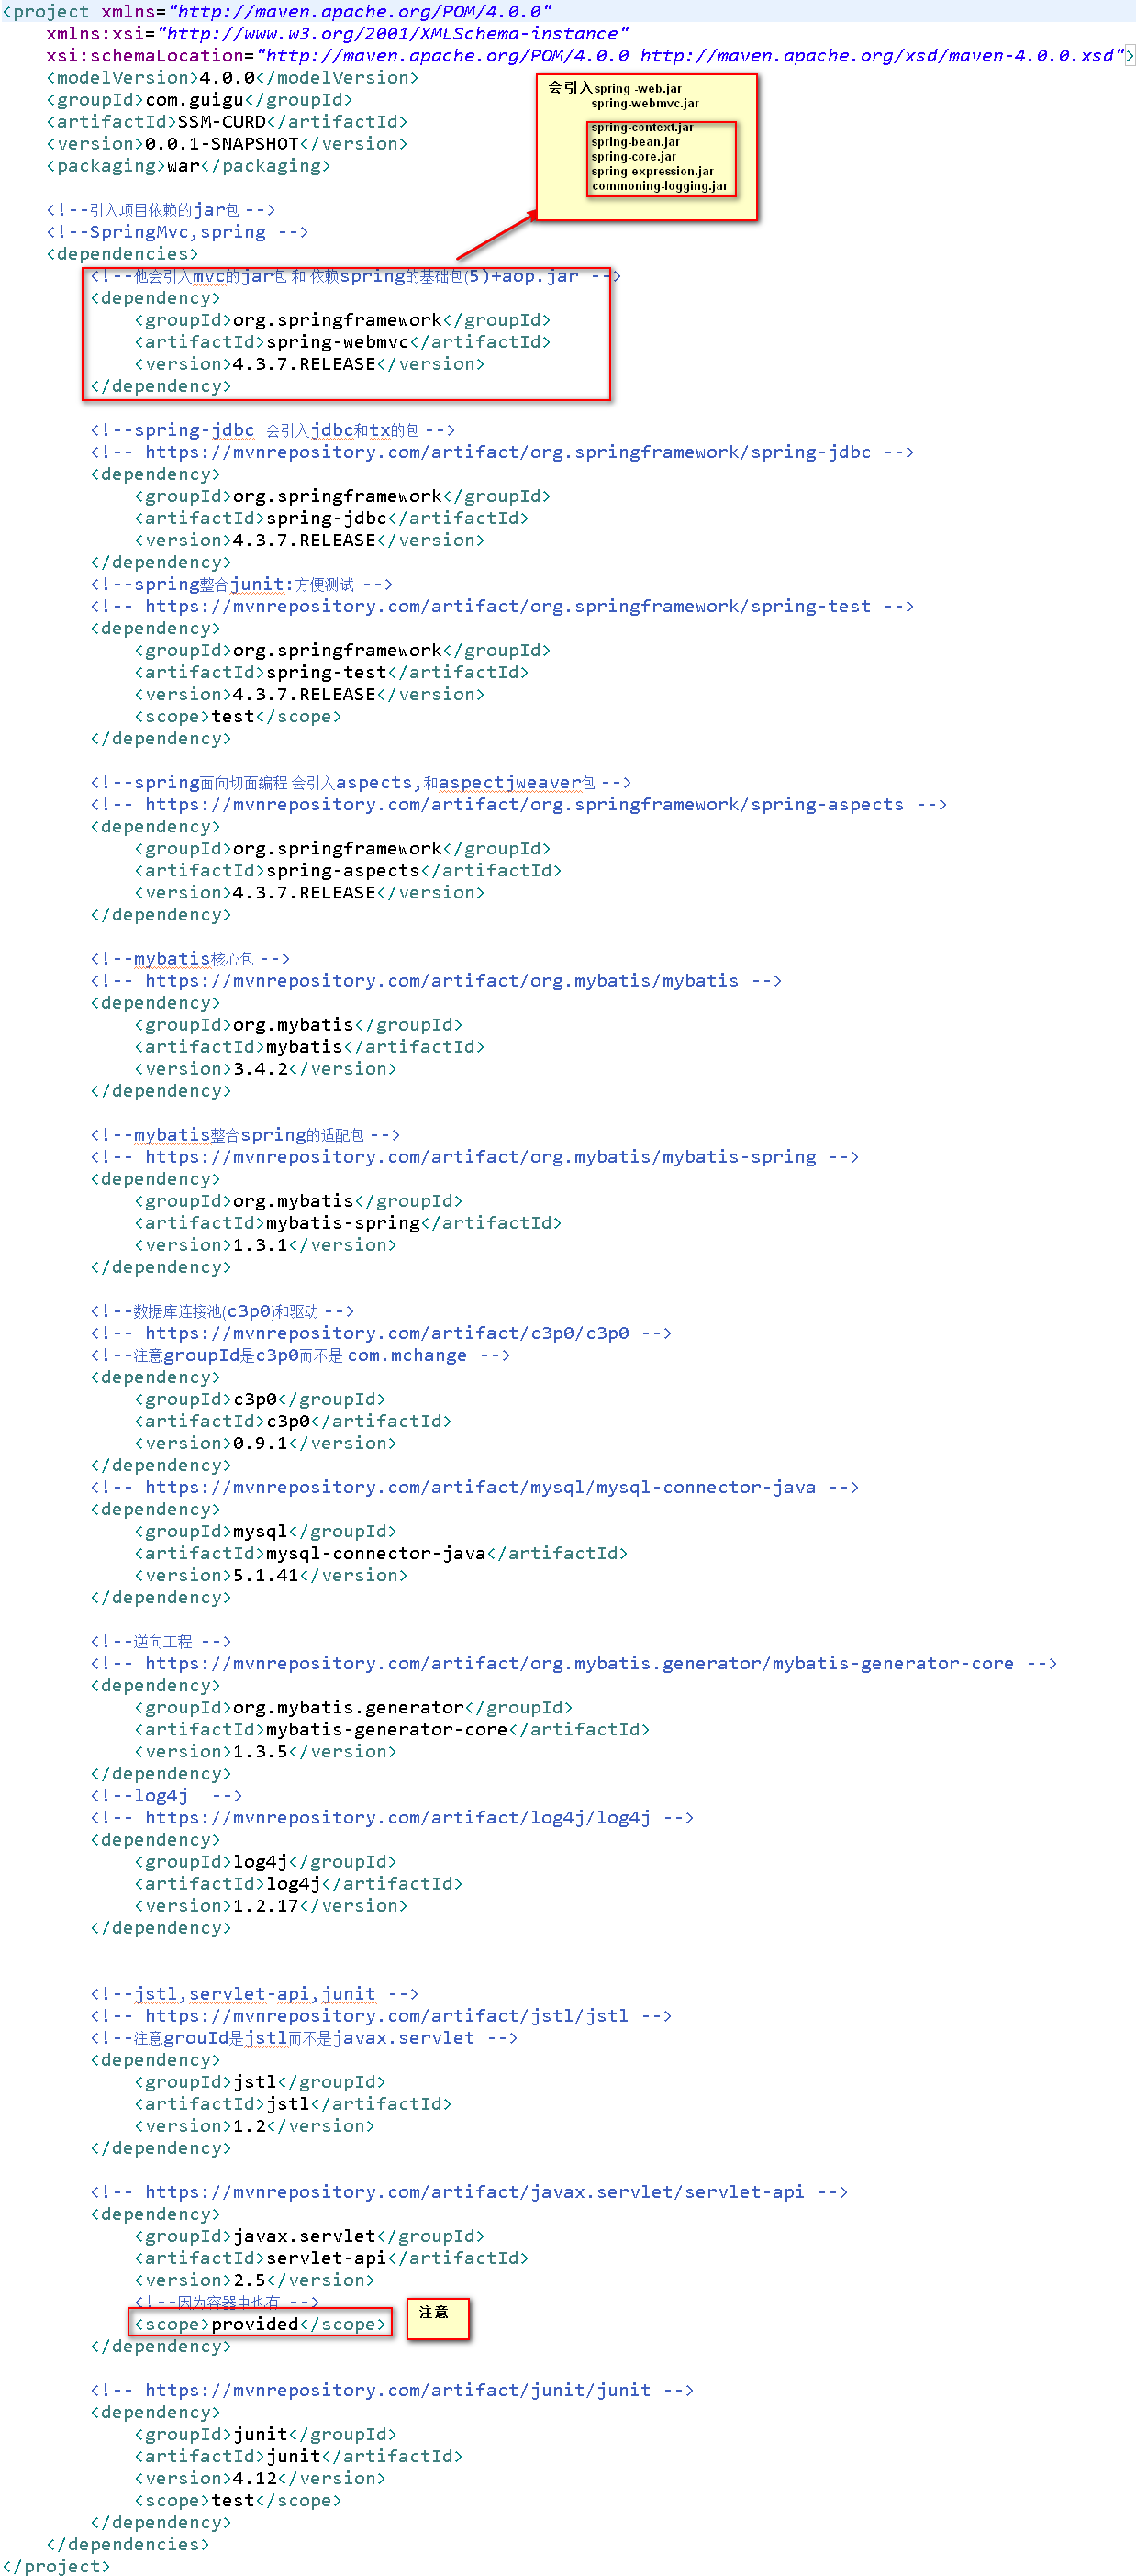 <project xmlns="http://maven.apache.org/POM/4.0.0"
xmlns:xsi="http://www.w3.org/2001/XMLSchema-instance"
xsi:schemaLocation="http://maven.apache.org/POM/4.0.0 http://maven.apache.org/xsd/maven-4.0.0.xsd">
<modelVersion>4.0.0</modelVersion>
<groupId>com.guigu</groupId>
<artifactId>SSM-CURD</artifactId>
<version>0.0.1-SNAPSHOT</version>
<packaging>war</packaging>
会引入spring -web.jar
spring-webmvc.jar
spring-context.jar
spring-bean.jar
spring-core.jar
spring-expression.jar
commoning-logging.jar
<!--引入项目依赖的jar包 -->
<!--SpringMvc,spring -->
<dependencies>
<!--他会引入mvc的jar包 和 依赖spring的基础包(5)+aop.jar -->
<dependency>
<groupId>org.springframework</groupId>
<artifactId>spring-webmvc</artifactId>
<version>4.3.7.RELEASE</version>
</dependency>
<!--spring-jdbc 会引入jdbc和tx的包 -->
<!-- https://mvnrepository.com/artifact/org.springframework/spring-jdbc -->
<dependency>
<groupId>org.springframework</groupId>
<artifactId>spring-jdbc</artifactId>
<version>4.3.7.RELEASE</version>
</dependency>
<!--spring整合junit:方便测试 -->
<!-- https://mvnrepository.com/artifact/org.springframework/spring-test -->
<dependency>
<groupId>org.springframework</groupId>
<artifactId>spring-test</artifactId>
<version>4.3.7.RELEASE</version>
<scope>test</scope>
</dependency>
<!--spring面向切面编程 会引入aspects,和aspectjweaver包 -->
<!-- https://mvnrepository.com/artifact/org.springframework/spring-aspects -->
<dependency>
<groupId>org.springframework</groupId>
<artifactId>spring-aspects</artifactId>
<version>4.3.7.RELEASE</version>
</dependency>
<!--mybatis核心包 -->
<!-- https://mvnrepository.com/artifact/org.mybatis/mybatis -->
<dependency>
<groupId>org.mybatis</groupId>
<artifactId>mybatis</artifactId>
<version>3.4.2</version>
</dependency>
<!--mybatis整合spring的适配包 -->
<!-- https://mvnrepository.com/artifact/org.mybatis/mybatis-spring -->
<dependency>
<groupId>org.mybatis</groupId>
<artifactId>mybatis-spring</artifactId>
<version>1.3.1</version>
</dependency>
<!--数据库连接池(c3p0)和驱动 -->
<!-- https://mvnrepository.com/artifact/c3p0/c3p0 -->
<!--注意groupId是c3p0而不是 com.mchange -->
<dependency>
<groupId>c3p0</groupId>
<artifactId>c3p0</artifactId>
<version>0.9.1</version>
</dependency>
<!-- https://mvnrepository.com/artifact/mysql/mysql-connector-java -->
<dependency>
<groupId>mysql</groupId>
<artifactId>mysql-connector-java</artifactId>
<version>5.1.41</version>
</dependency>
<!--逆向工程 -->
<!-- https://mvnrepository.com/artifact/org.mybatis.generator/mybatis-generator-core -->
<dependency>
<groupId>org.mybatis.generator</groupId>
<artifactId>mybatis-generator-core</artifactId>
<version>1.3.5</version>
</dependency>
<!--log4j -->
<!-- https://mvnrepository.com/artifact/log4j/log4j -->
<dependency>
<groupId>log4j</groupId>
<artifactId>log4j</artifactId>
<version>1.2.17</version>
</dependency>
<!--jstl,servlet-api,junit -->
<!-- https://mvnrepository.com/artifact/jstl/jstl -->
<!--注意grouId是jstl而不是javax.servlet -->
<dependency>
<groupId>jstl</groupId>
<artifactId>jstl</artifactId>
<version>1.2</version>
</dependency>
<!-- https://mvnrepository.com/artifact/javax.servlet/servlet-api -->
<dependency>
<groupId>javax.servlet</groupId>
<artifactId>servlet-api</artifactId>
<version>2.5</version>
<!--因为容器中也有 -->
<scope>provided</scope>
注意
</dependency>
<!-- https://mvnrepository.com/artifact/junit/junit -->
<dependency>
<groupId>junit</groupId>
<artifactId>junit</artifactId>
<version>4.12</version>
<scope>test</scope>
</dependency>
</dependencies>
</project>